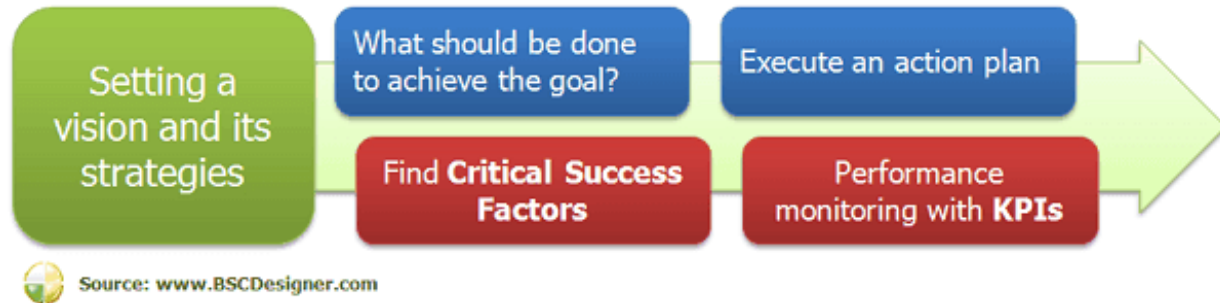 Setting a
vision and its
strategies
What should be done
to achieve the goal?
Execute an action plan
Find Critical Success
Factors
Performance
monitoring with KPIs
Source: www.BSCDesigner.com